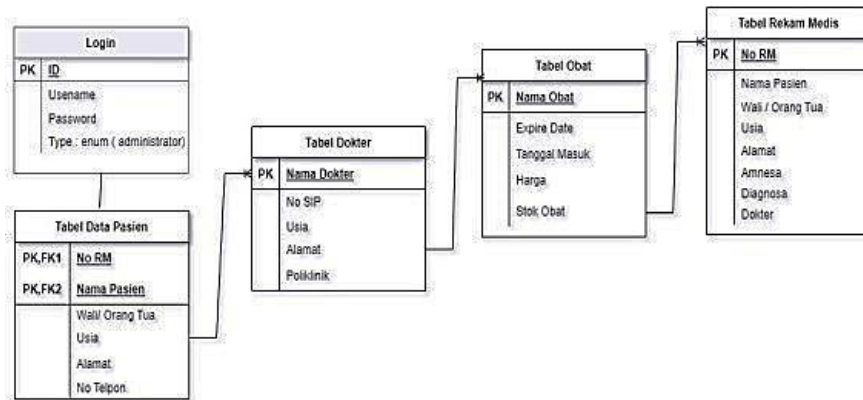 Login
PK ID
Usename
Password
Type : enum ( administrator)
Tabel Data Pasien
PK,FK1 No RM
PK,FK2 Nama Pasien
Wali/ Orang Tua
Usia
Alamat
No Telpon
Tabel Dokter
PK Nama Dokter
No SIP
Usia
Alamat
Poliklinik
Tabel Obat
PK Nama Obat
Expire Date
Tanggal Masuk
Harga
Stok Obat
Tabel Rekam Medis
PK No RM
Nama Pasien
Wali / Orang Tua
Usia
Alamat
Amnesa
Diagnosa
Dokter